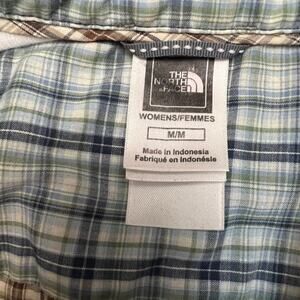 THE
NORTH
FACE
WOMENS/FEMMES
M/M
Made in Indonesia
Fabriqué en Indonésie